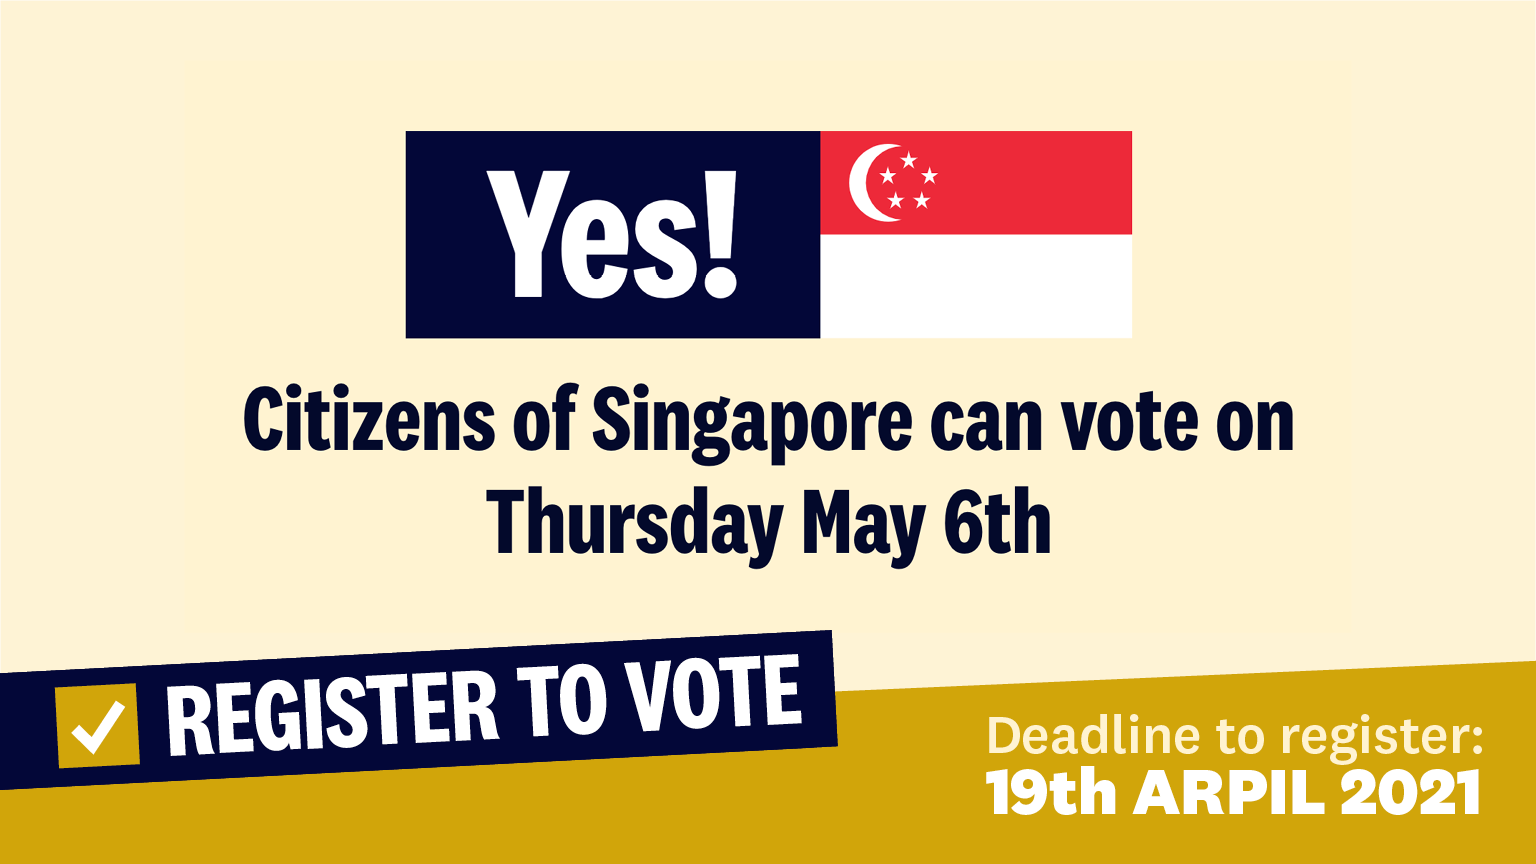 Yes!
Citizens of Singapore can vote on
Thursday May 6th
REGISTER TO VOTE
Deadline to register:
19th ARPIL 2021